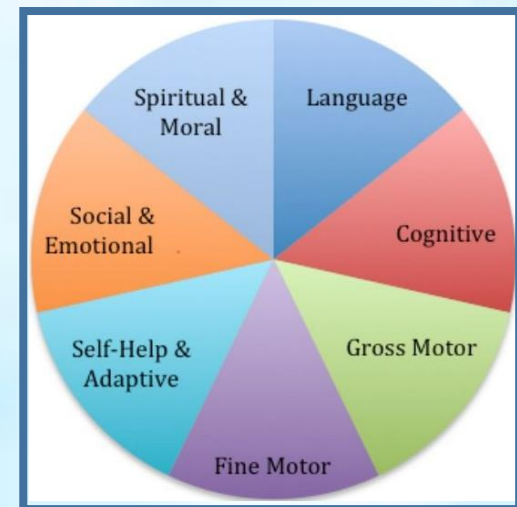 Spiritual &
Moral
Language
Social &
Emotional
Cognitive
Self-Help &
Adaptive
Gross Motor
Fine Motor